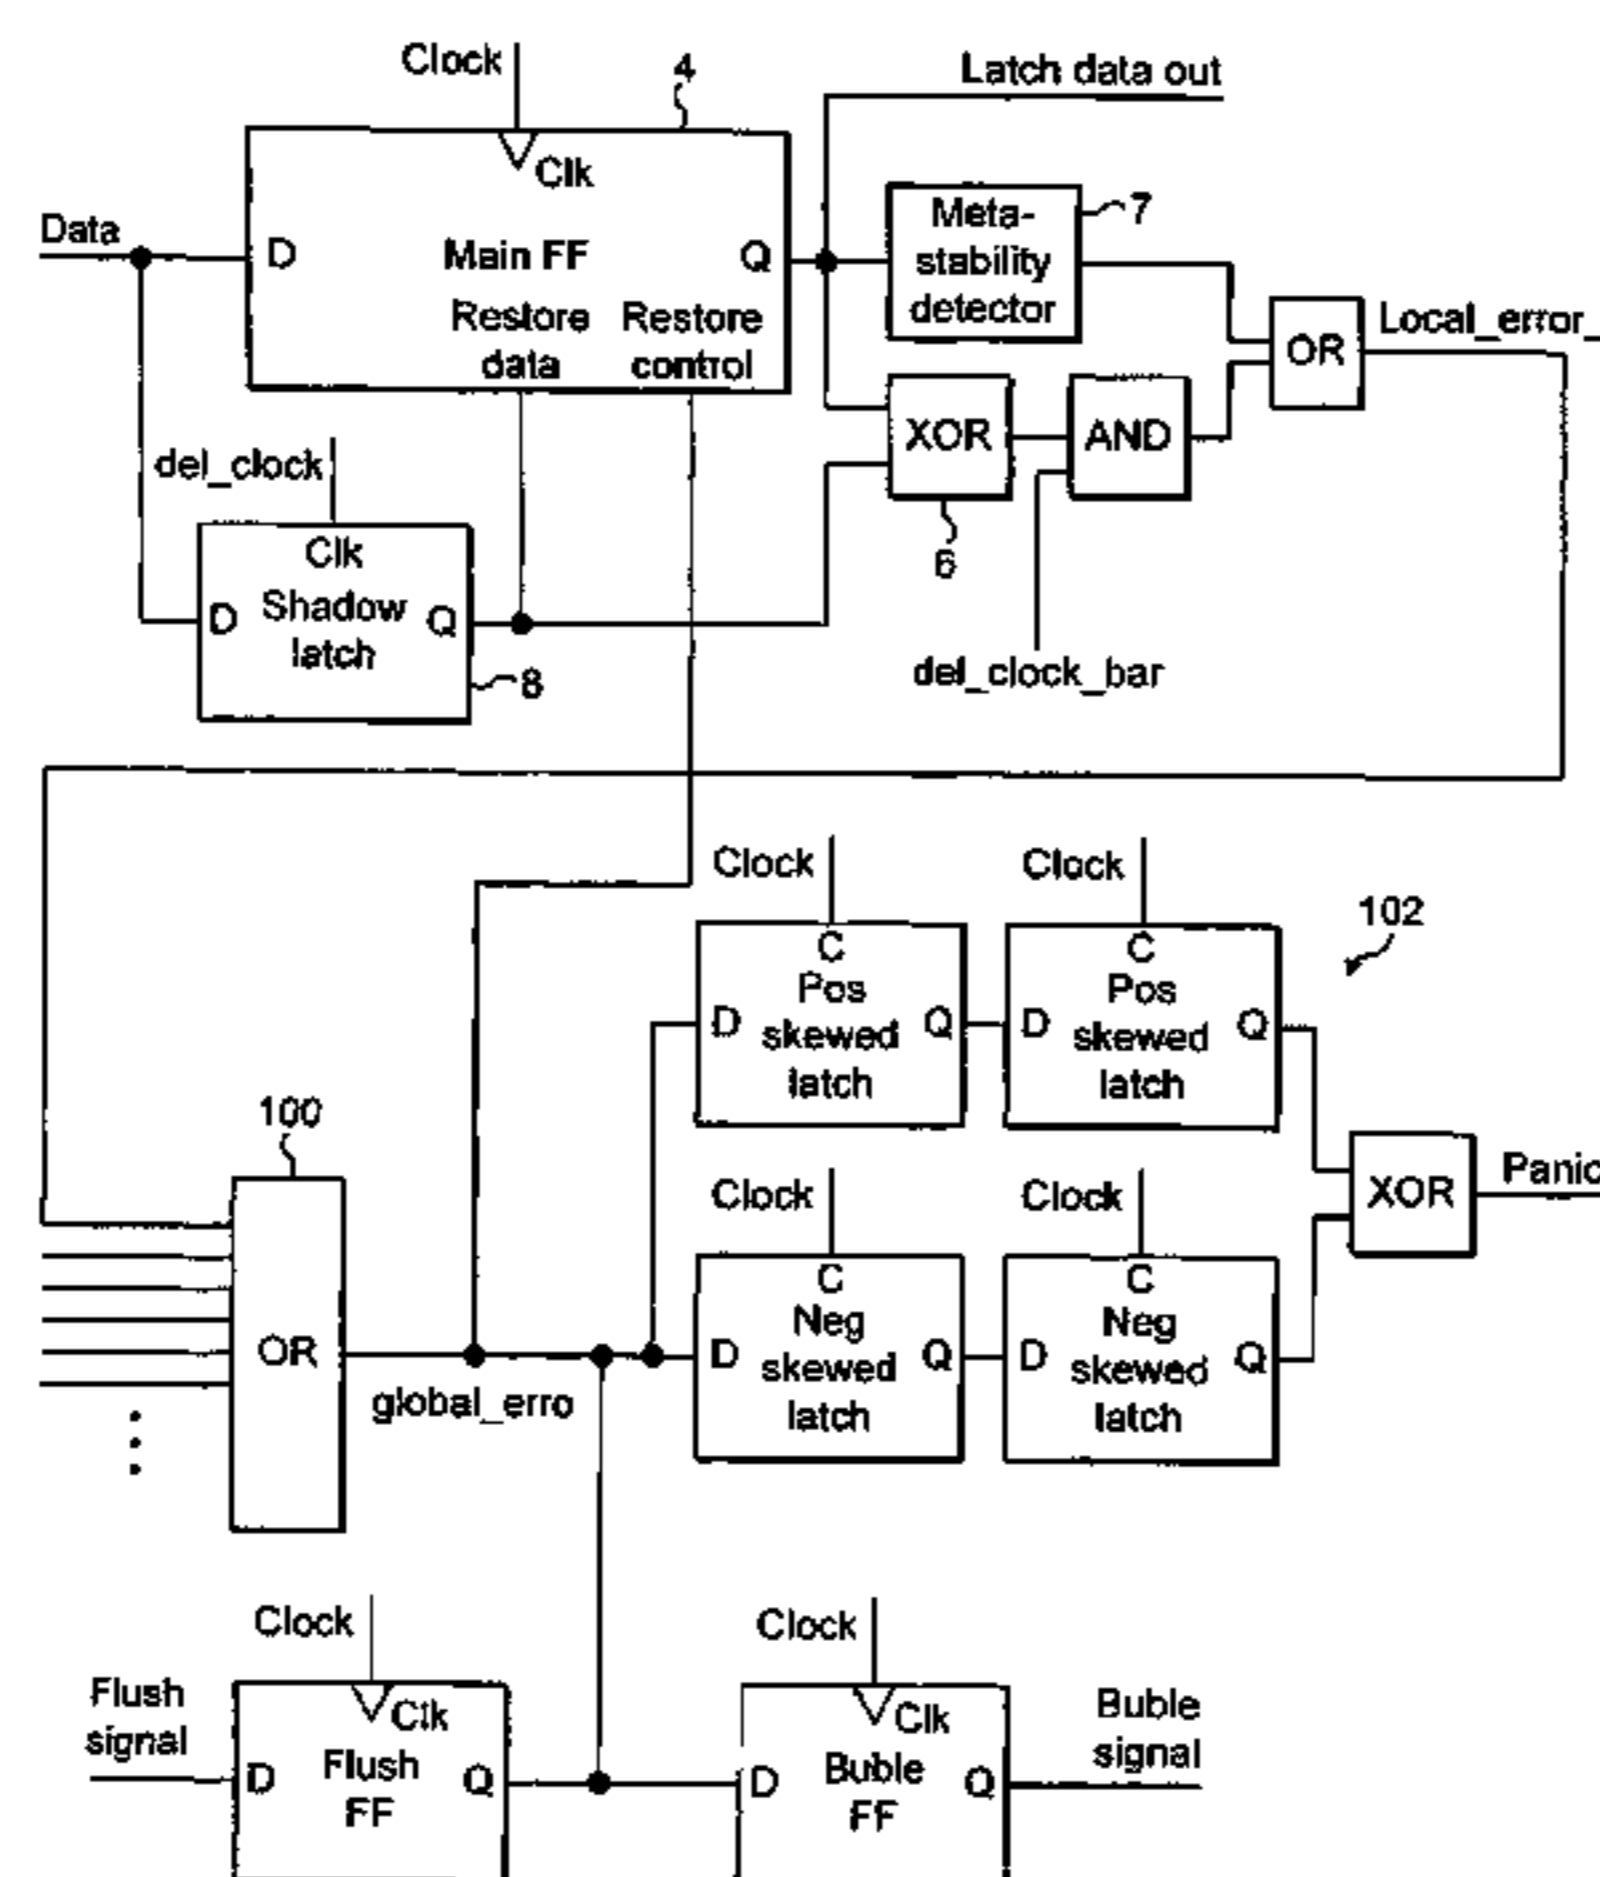 Clock
4
Latch data out
Clk
Data
D
Main FF
Q
Restore data
Restore control
Meta-
stability
detector
7
OR
Local_error_
XOR
AND
6
del_clock
Clk
D
Shadow
latch
Q
8
del_clock_bar
Clock
Clock
102
C
Pos
skewed
latch
D
Q
C
Pos
skewed
latch
D
Q
100
Clock
Clock
XOR
Panic
OR
global_erro
C
Neg
skewed
latch
D
Q
C
Neg
skewed
latch
D
Q
Clock
Clock
Flush
signal
Clk
D
Flush
FF
Q
Clk
D
Buble
FF
Q
Buble
signal